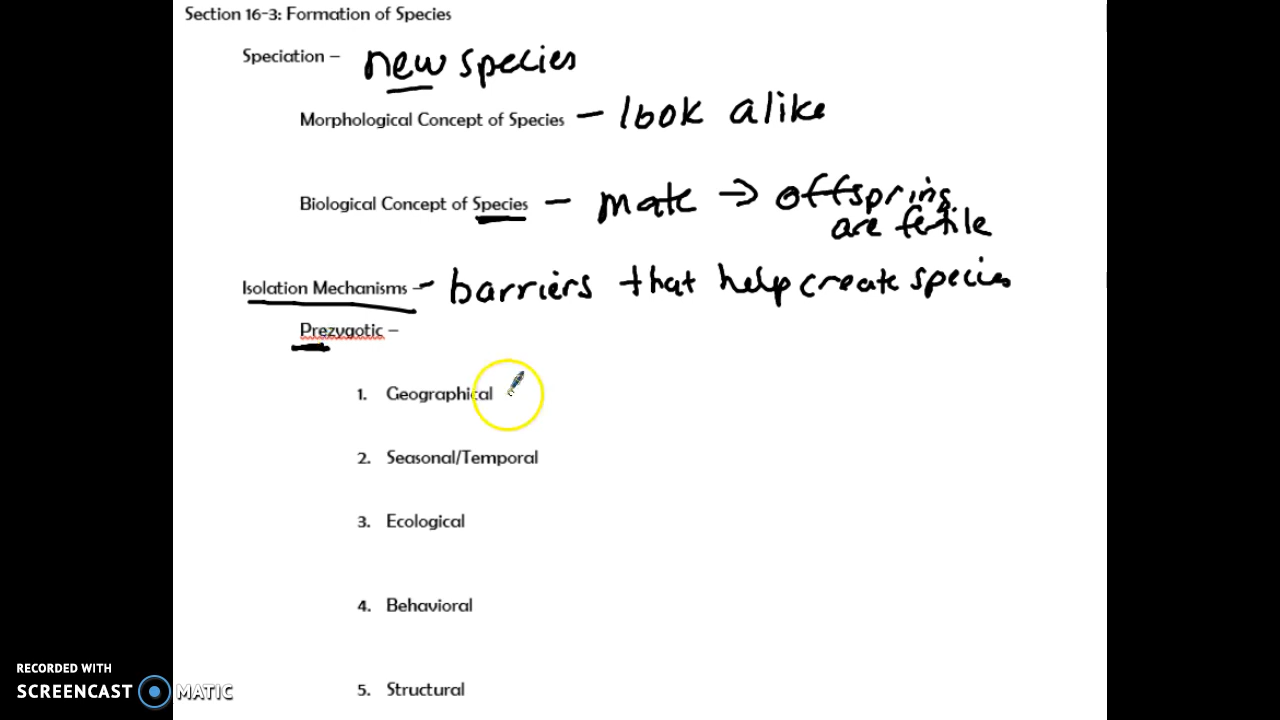 Section 16-3: Formation of Species
Speciation – new species
Morphological Concept of Species – look alike
Biological Concept of Species – mate → offspring
are fertile
Isolation Mechanisms – barriers that help create species
Prezygotic –
1. Geographical
2. Seasonal/Temporal
3. Ecological
4. Behavioral
5. Structural
RECORDED WITH
SCREENCAST MATIC